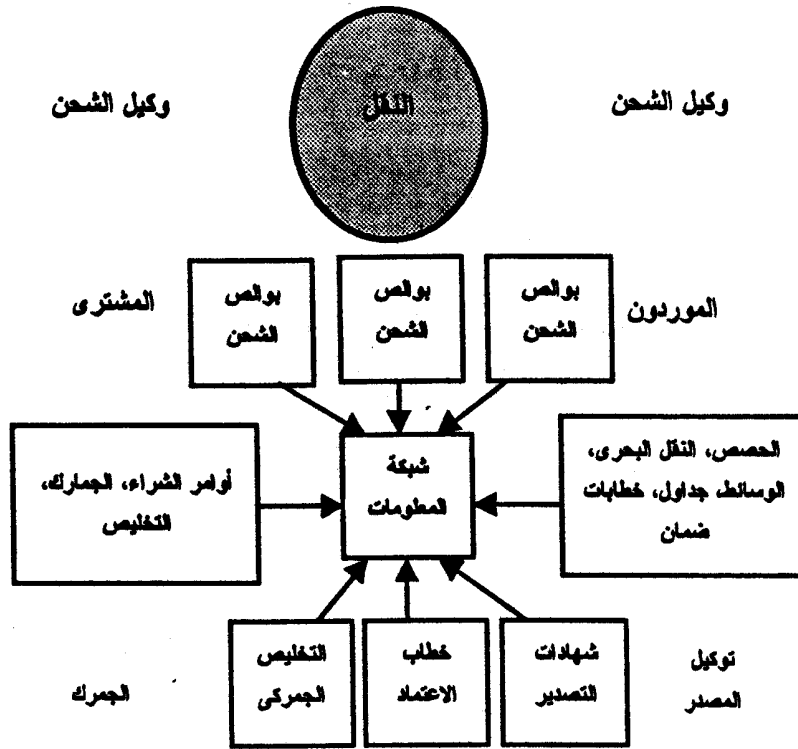 وكيل الشحن
النقل
وكيل الشحن
الموردون
بوالص
الشحن
بوالص
الشحن
بوالص
الشحن
المشترى
الحصص، النقل البحرى،
الوسائط، جداول، خطابات
ضمان
شبكة
المعلومات
أوامر الشراء، الجمارك،
التخليص
توكيل
المصدر
شهادات
التصدير
خطاب
الاعتماد
التخليص
الجمركى
الجمرك